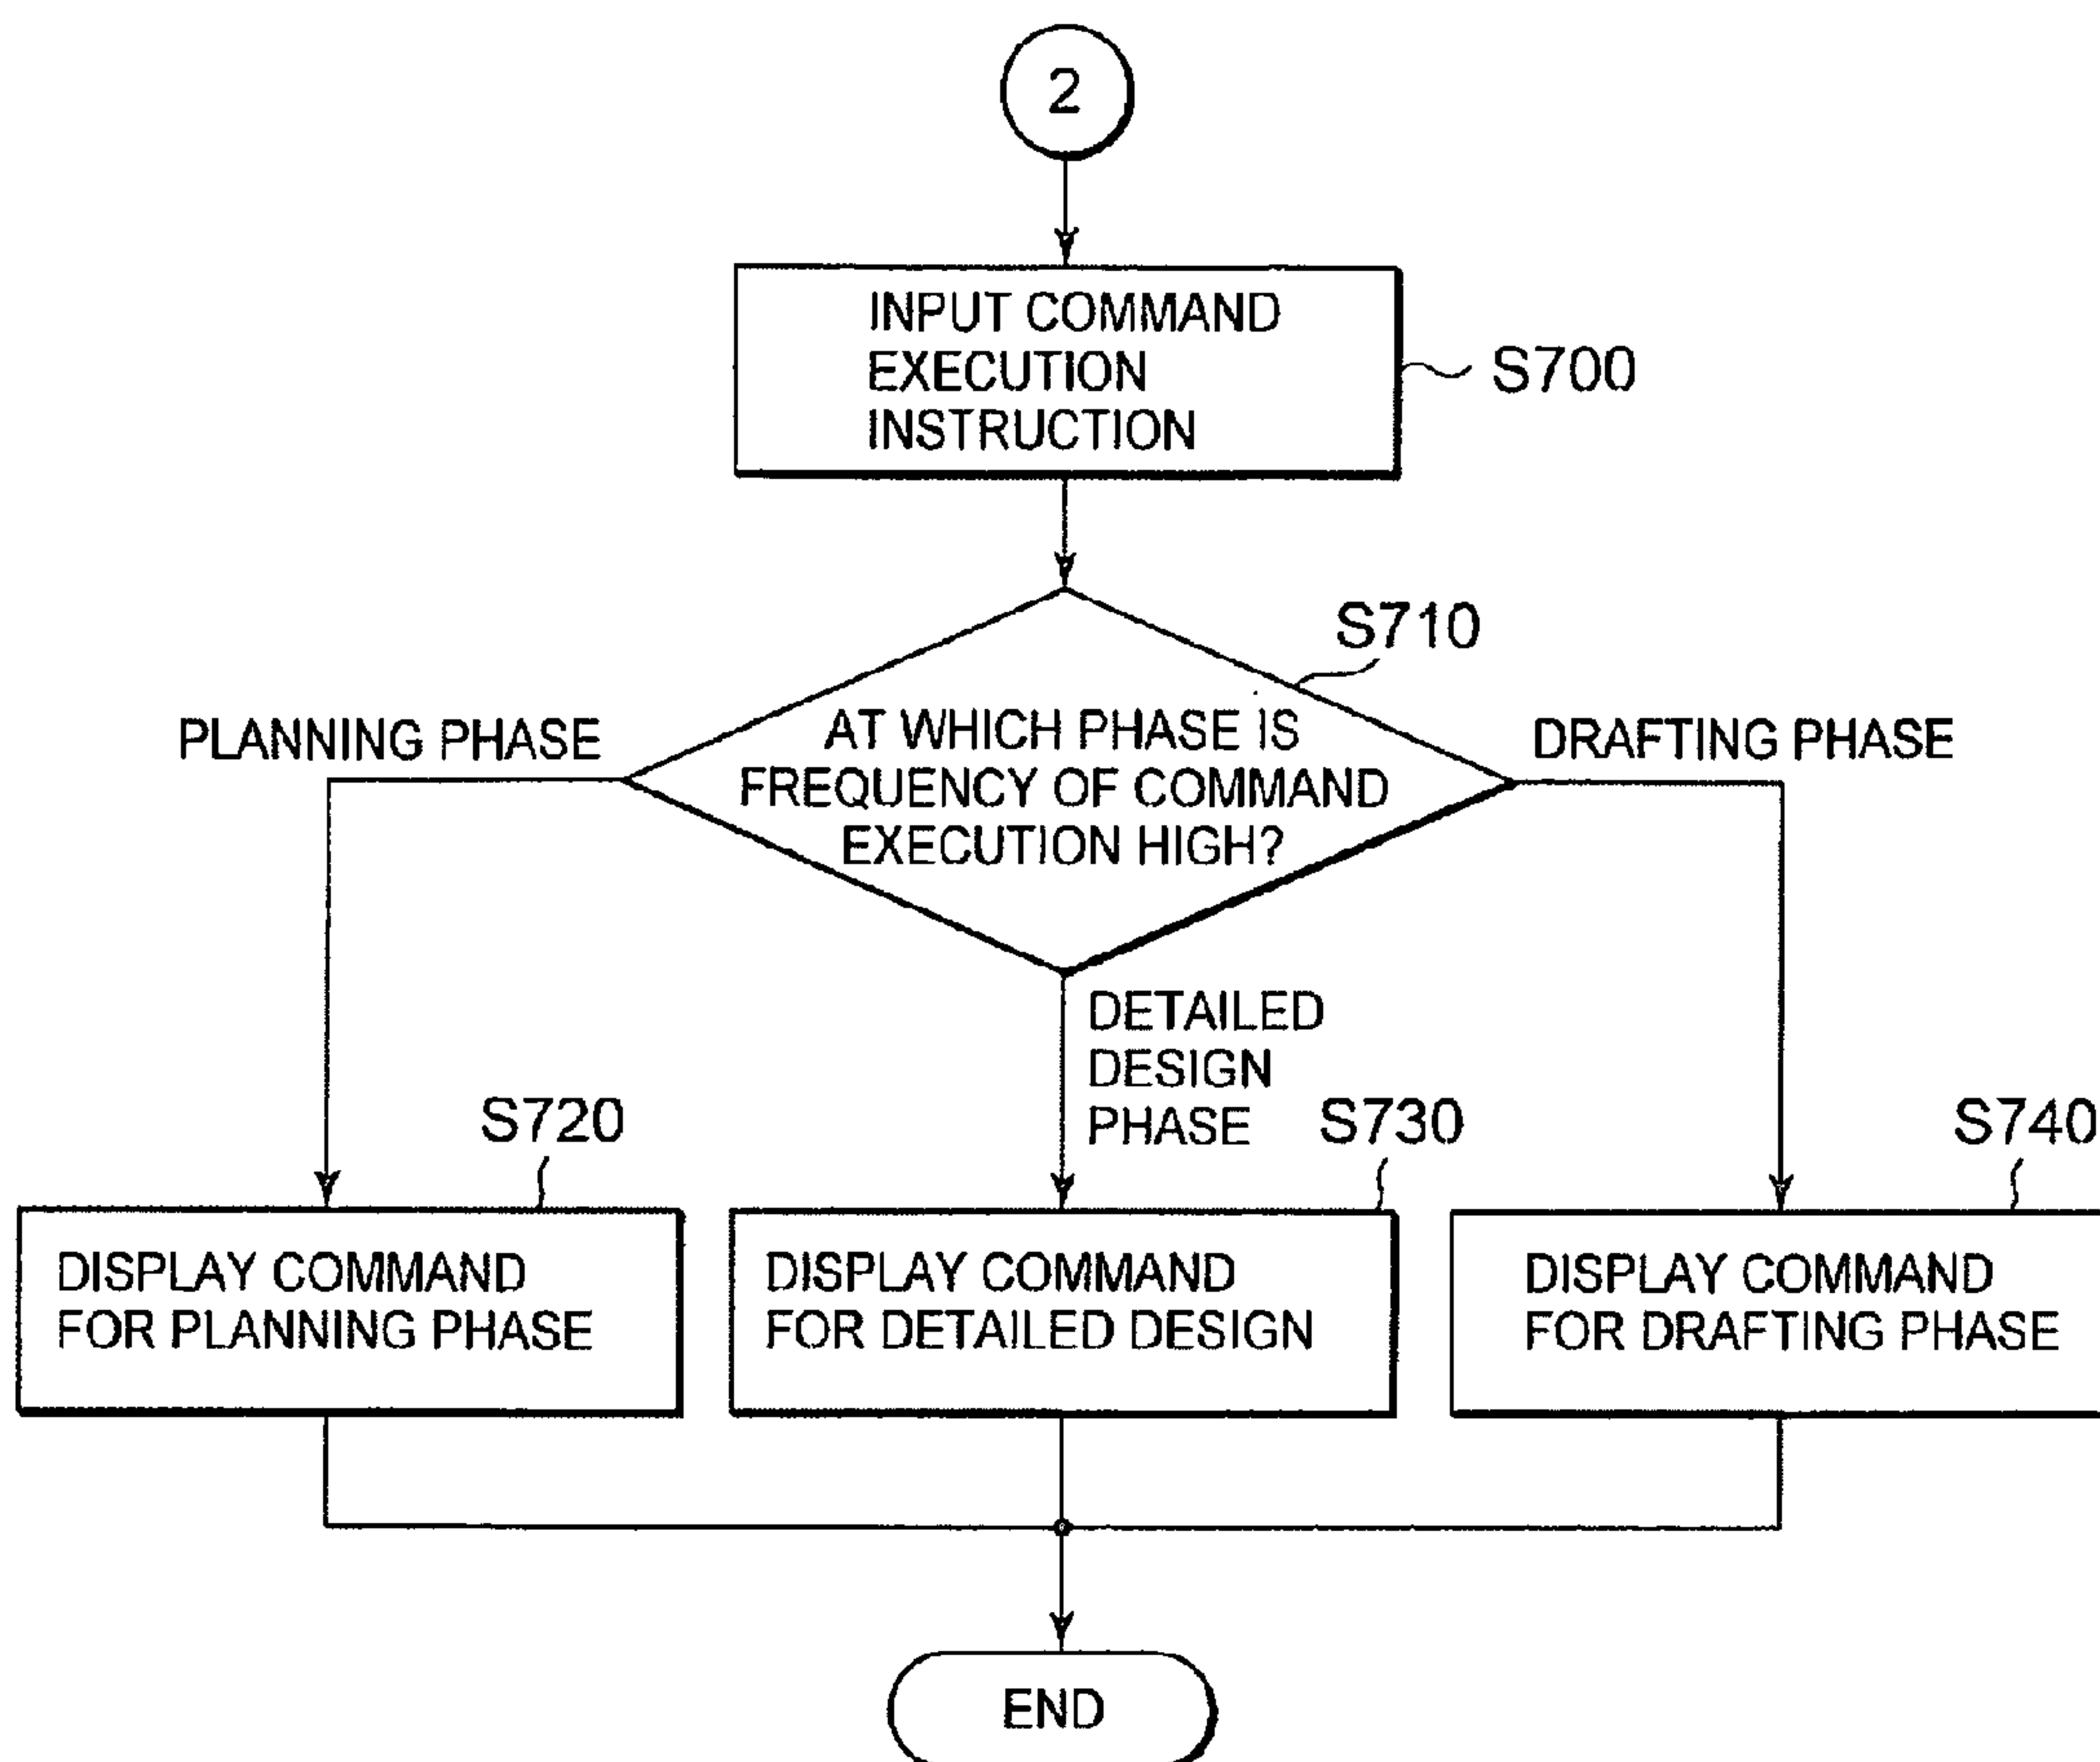 2
INPUT COMMAND
EXECUTION
INSTRUCTION
S700
S710
AT WHICH PHASE IS
FREQUENCY OF COMMAND
EXECUTION HIGH?
PLANNING PHASE
DRAFTING PHASE
DETAILED
DESIGN
PHASE
S720
S730
S740
DISPLAY COMMAND
FOR PLANNING PHASE
DISPLAY COMMAND
FOR DETAILED DESIGN
DISPLAY COMMAND
FOR DRAFTING PHASE
END